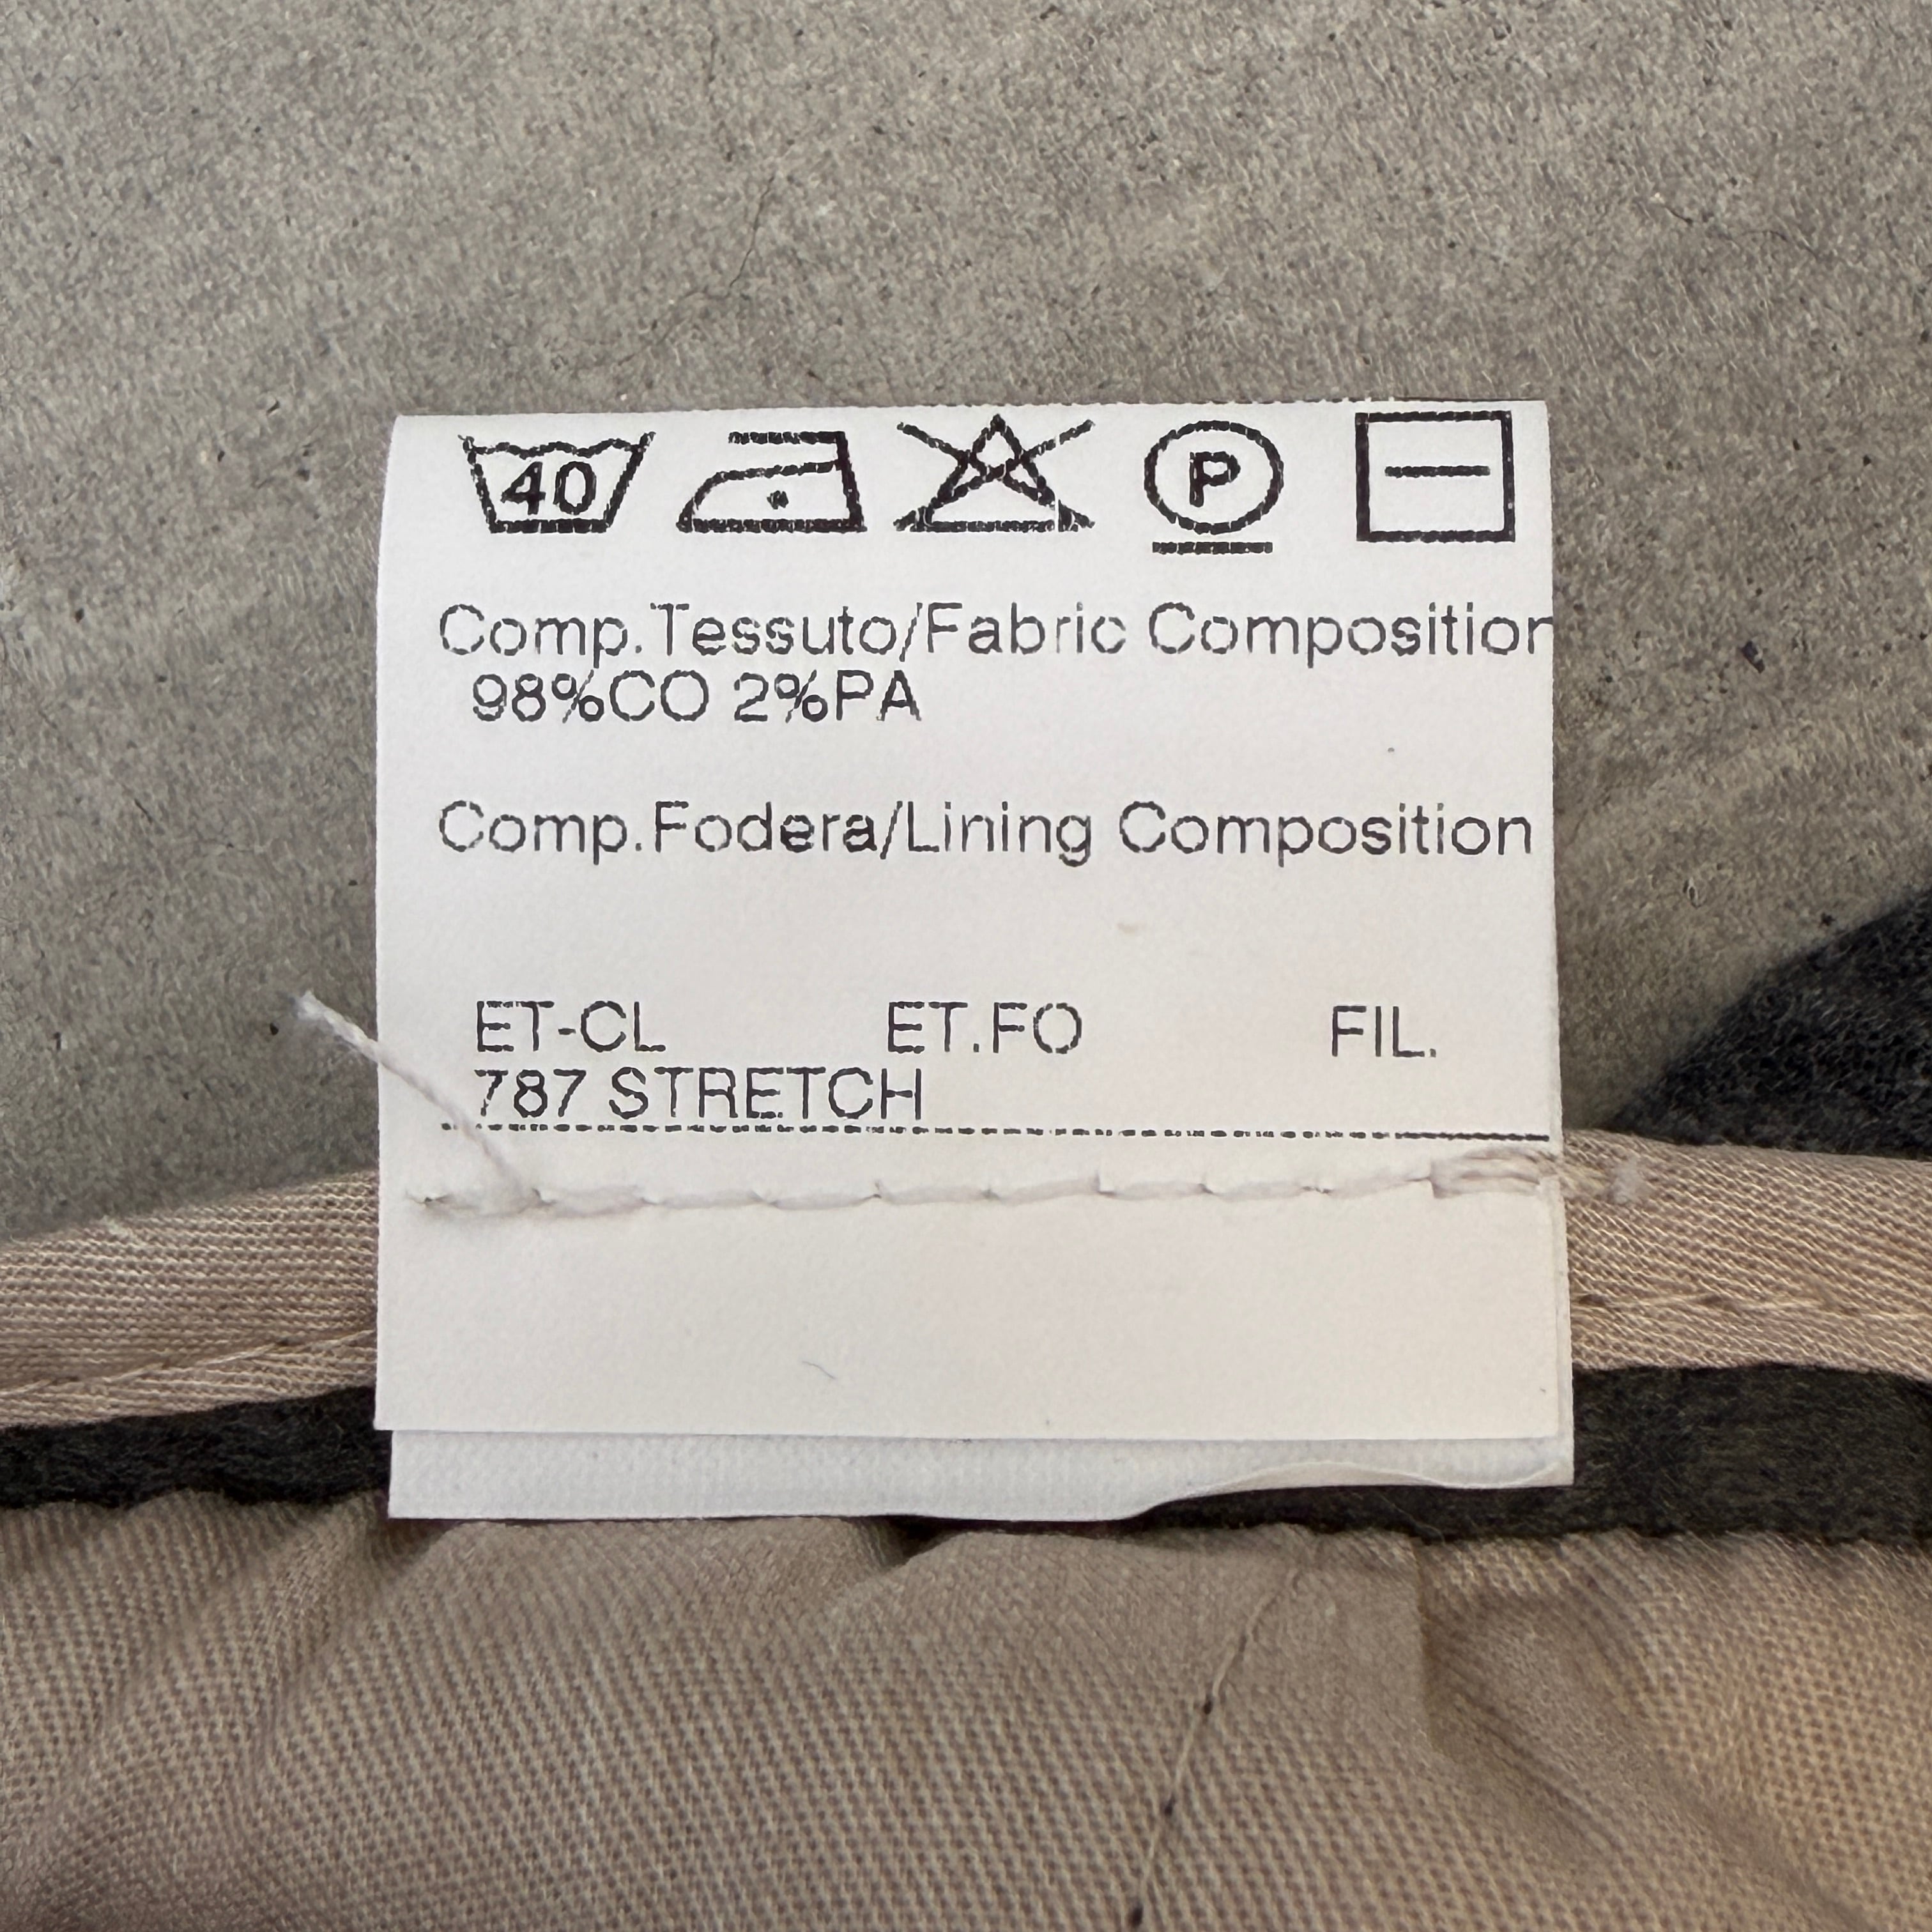 40 P
Comp.Tessuto/Fabric Composition
98%CO 2%PA
Comp.Fodera/Lining Composition
ET-CL ET.FO FIL.
787 STRETCH